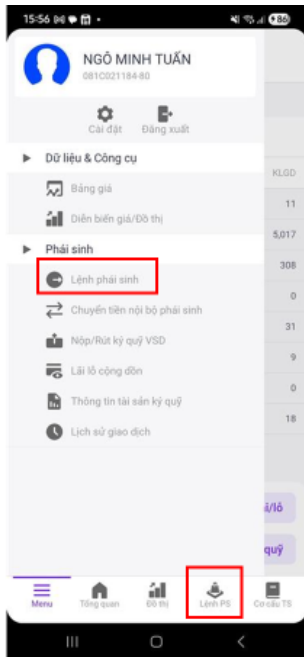 15:56
86
NGÔ MINH TUẤN
081C021184-80
Cài đặt Đăng xuất
Dữ liệu & Công cụ
Bảng giá
KLGD
Diễn biến giá/Đồ thị
11
5,017
Phái sinh
308
Lệnh phái sinh
0
Chuyển tiền nội bộ phái sinh
31
Nộp/Rút ký quỹ VSD
9
Lãi lỗ cộng dồn
0
Thông tin tài sản ký quỹ
18
Lịch sử giao dịch
i/lỗ
quỹ
Menu Tổng quan Đồ thị Lệnh PS Cơ cấu TS